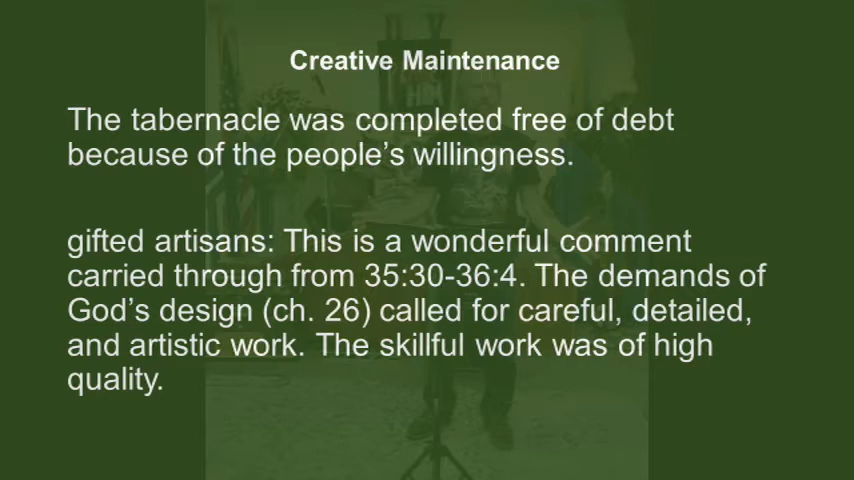 Creative Maintenance
The tabernacle was completed free of debt
because of the people’s willingness.
gifted artisans: This is a wonderful comment
carried through from 35:30-36:4. The demands of
God’s design (ch. 26) called for careful, detailed,
and artistic work. The skillful work was of high
quality.